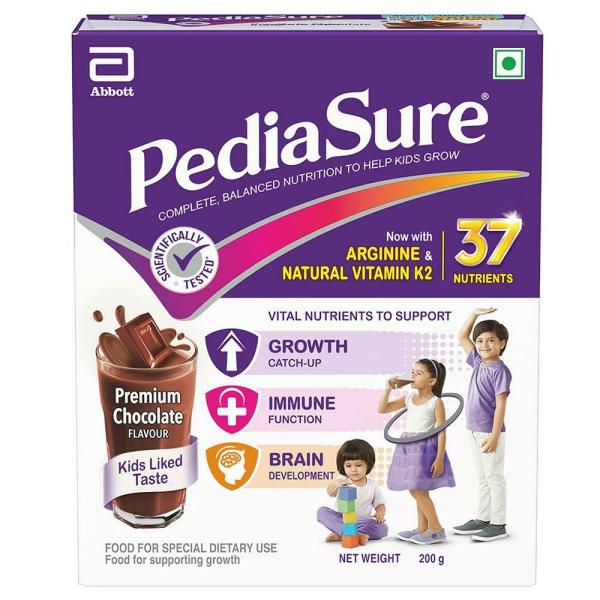 Abbott
PediaSure®
COMPLETE, BALANCED NUTRITION TO HELP KIDS GROW
SCIENTIFICALLY
TESTED*
Now with
ARGININE &
NATURAL VITAMIN K2
37
NUTRIENTS
VITAL NUTRIENTS TO SUPPORT
GROWTH
CATCH-UP
IMMUNE
FUNCTION
BRAIN
DEVELOPMENT
Premium
Chocolate
FLAVOUR
Kids Liked
Taste
FOOD FOR SPECIAL DIETARY USE
Food for supporting growth
NET WEIGHT 200 g